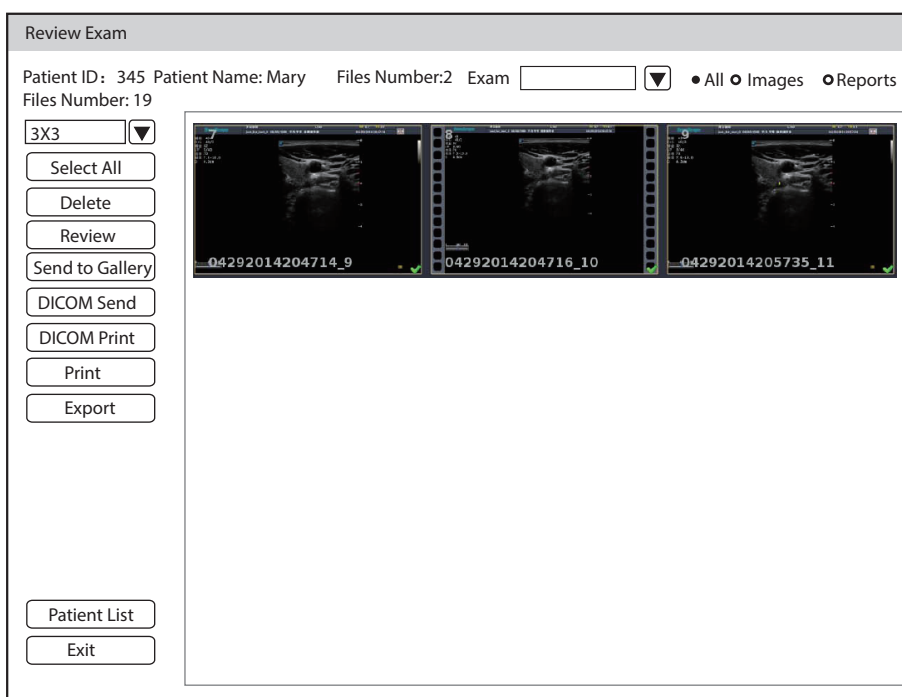 Review Exam
Patient ID：345 Patient Name: Mary Files Number:2 Exam All Images Reports
Files Number: 19
3X3
Select All
Delete
Review
Send to Gallery
DICOM Send
DICOM Print
Print
Export
Patient List
Exit
7 8 9
04292014204714_9 04292014204716_10 04292014205735_11